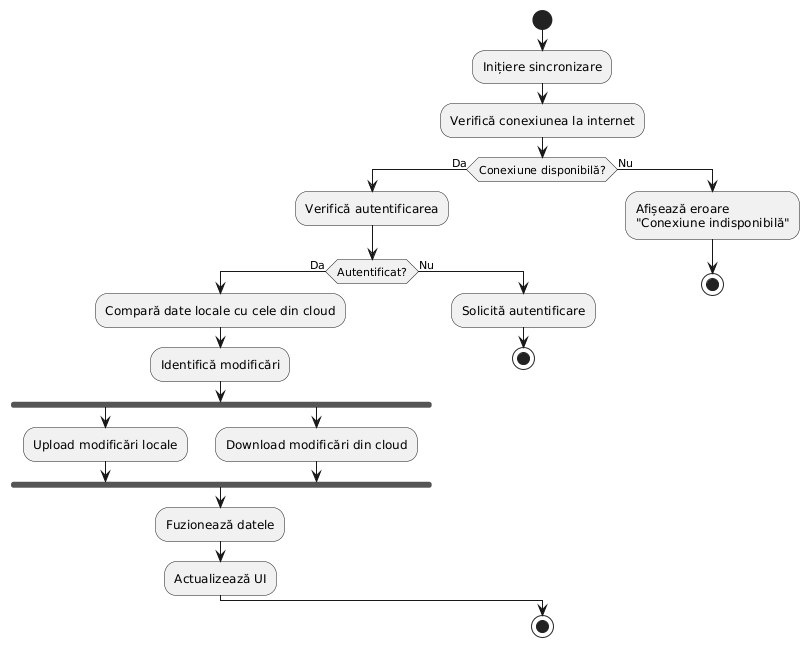 Inițiere sincronizare
Verifică conexiunea la internet
Da
Conexiune disponibilă?
Nu
Verifică autentificarea
Afișează eroare
"Conexiune indisponibilă"
Da
Autentificat?
Nu
Compară date locale cu cele din cloud
Solicită autentificare
Identifică modificări
Upload modificări locale
Download modificări din cloud
Fuzionează datele
Actualizează UI